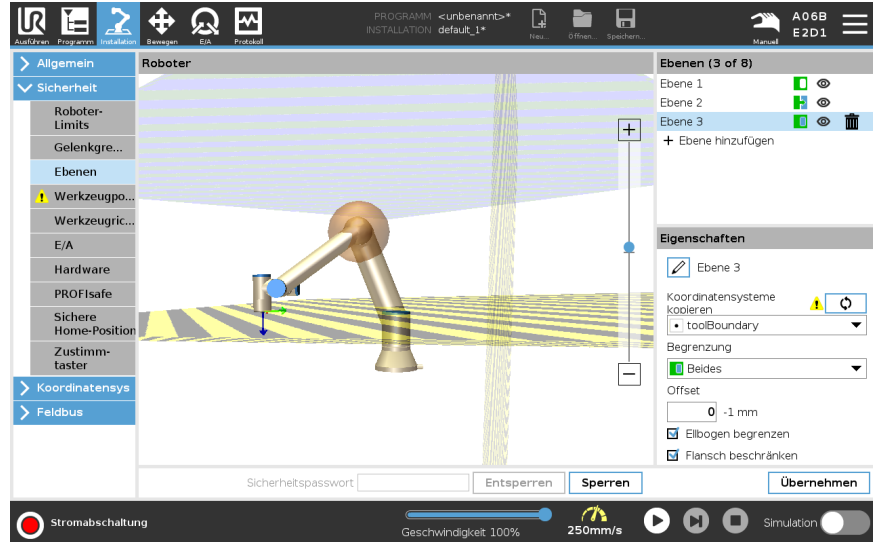 PROGRAMM <unbenannt>*
INSTALLATION default_1*
Ausführen Programm Installation Bewegen E/A Protokoll
Neu... Öffnen... Speichern...
Manuell
A06B
E2D1
Allgemein
Sicherheit
Roboter-
Limits
Gelenkgre...
Ebenen
Werkzeugpo...
Werkzeugric...
E/A
Hardware
PROFIsafe
Sichere
Home-Position
Zustimm-
taster
Koordinatensys
Feldbus
Roboter
Ebenen (3 of 8)
Ebene 1
Ebene 2
Ebene 3
+ Ebene hinzufügen
Eigenschaften
Ebene 3
Koordinatensysteme
kopieren
toolBoundary
Begrenzung
Beides
Offset
0 -1 mm
Ellbogen begrenzen
Flansch beschränken
Sicherheitspasswort Entsperren Sperren Übernehmen
Stromabschaltung
Geschwindigkeit 100%
250mm/s
Simulation